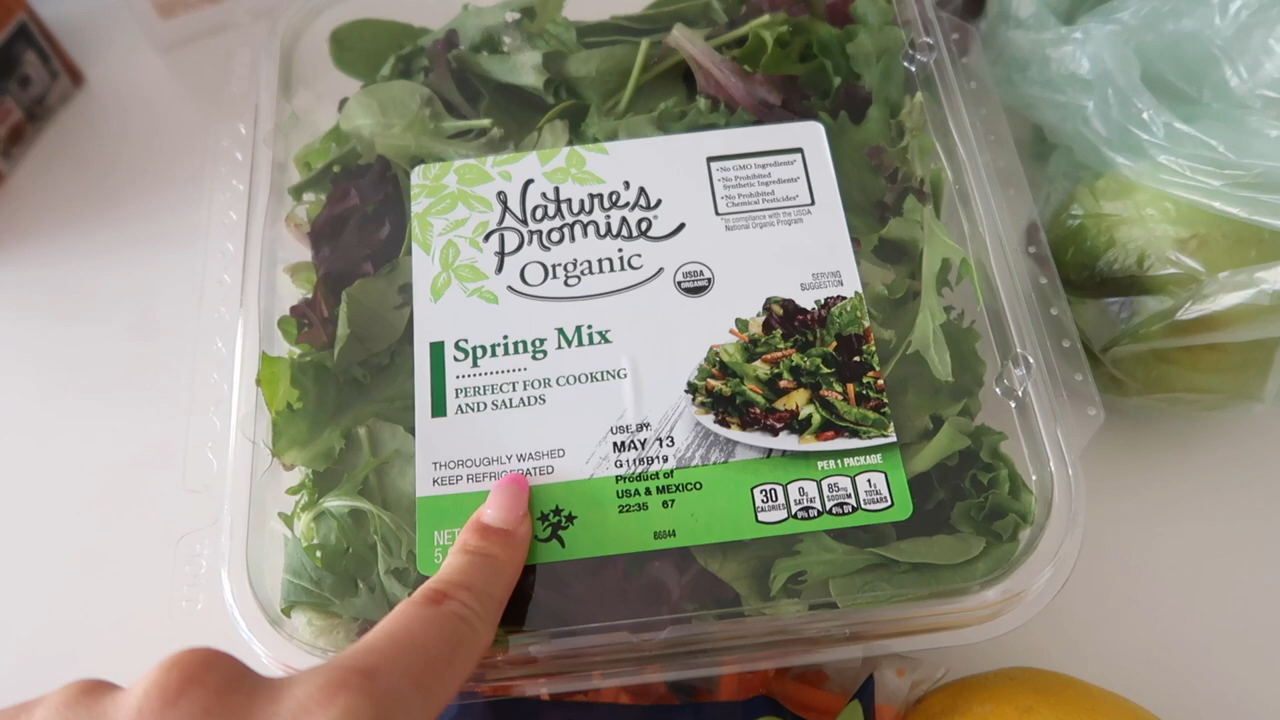 •No GMO Ingredients*
•No Prohibited
Synthetic Ingredients*
•No Prohibited
Chemical Pesticides*
*In compliance with the USDA
National Organic Program
Nature's
Promise®
Organic
USDA
ORGANIC
SERVING
SUGGESTION
Spring Mix
PERFECT FOR COOKING
AND SALADS
USE BY:
MAY 13
G116B19
Product of
USA & MEXICO
22:35 67
THOROUGHLY WASHED
KEEP REFRIGERATED
PER 1 PACKAGE
30
CALORIES
0g
SAT FAT
0% DV
85mg
SODIUM
4% DV
1g
TOTAL
SUGARS
NET
5
86844